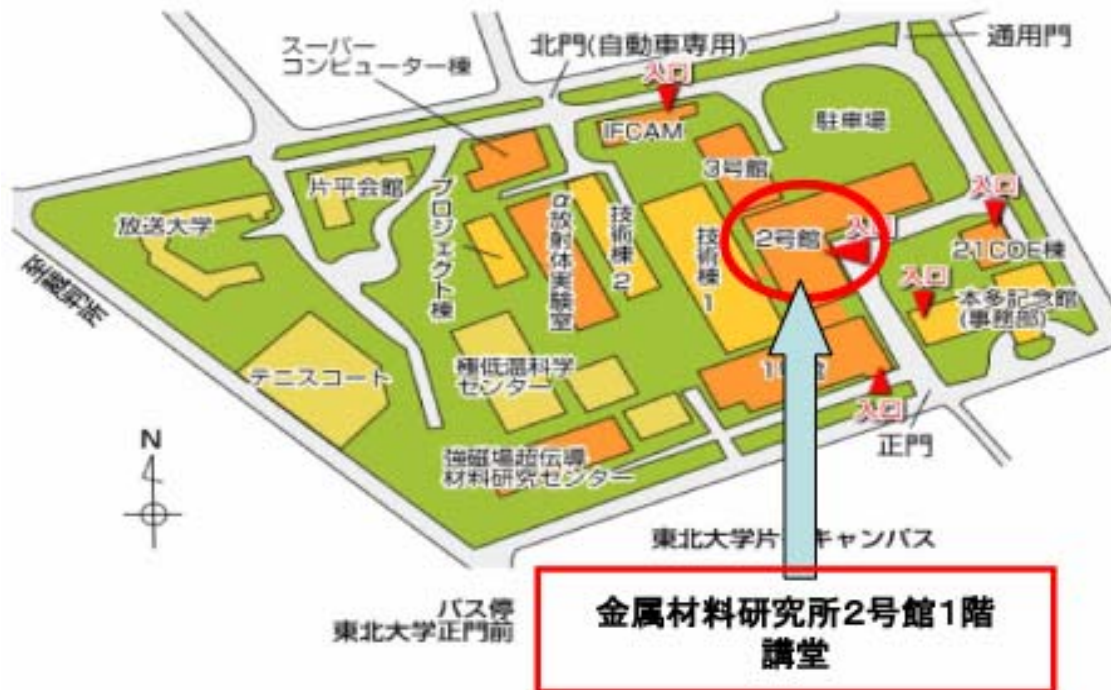 スーパー
コンピューター棟
北門(自動車専用)
通用門
入口
IFCAM
駐車場
3号館
片平会館
放送大学
プロジェクト棟
α放射体実験室
技術棟2
技術棟1
2号館
入口
入口
21COE棟
入口
本多記念館
(事務部)
至裁判所
テニスコート
極低温科学
センター
入口
正門
強磁場超伝導
材料研究センター
N
バス停
東北大学正門前
金属材料研究所2号館1階
講堂